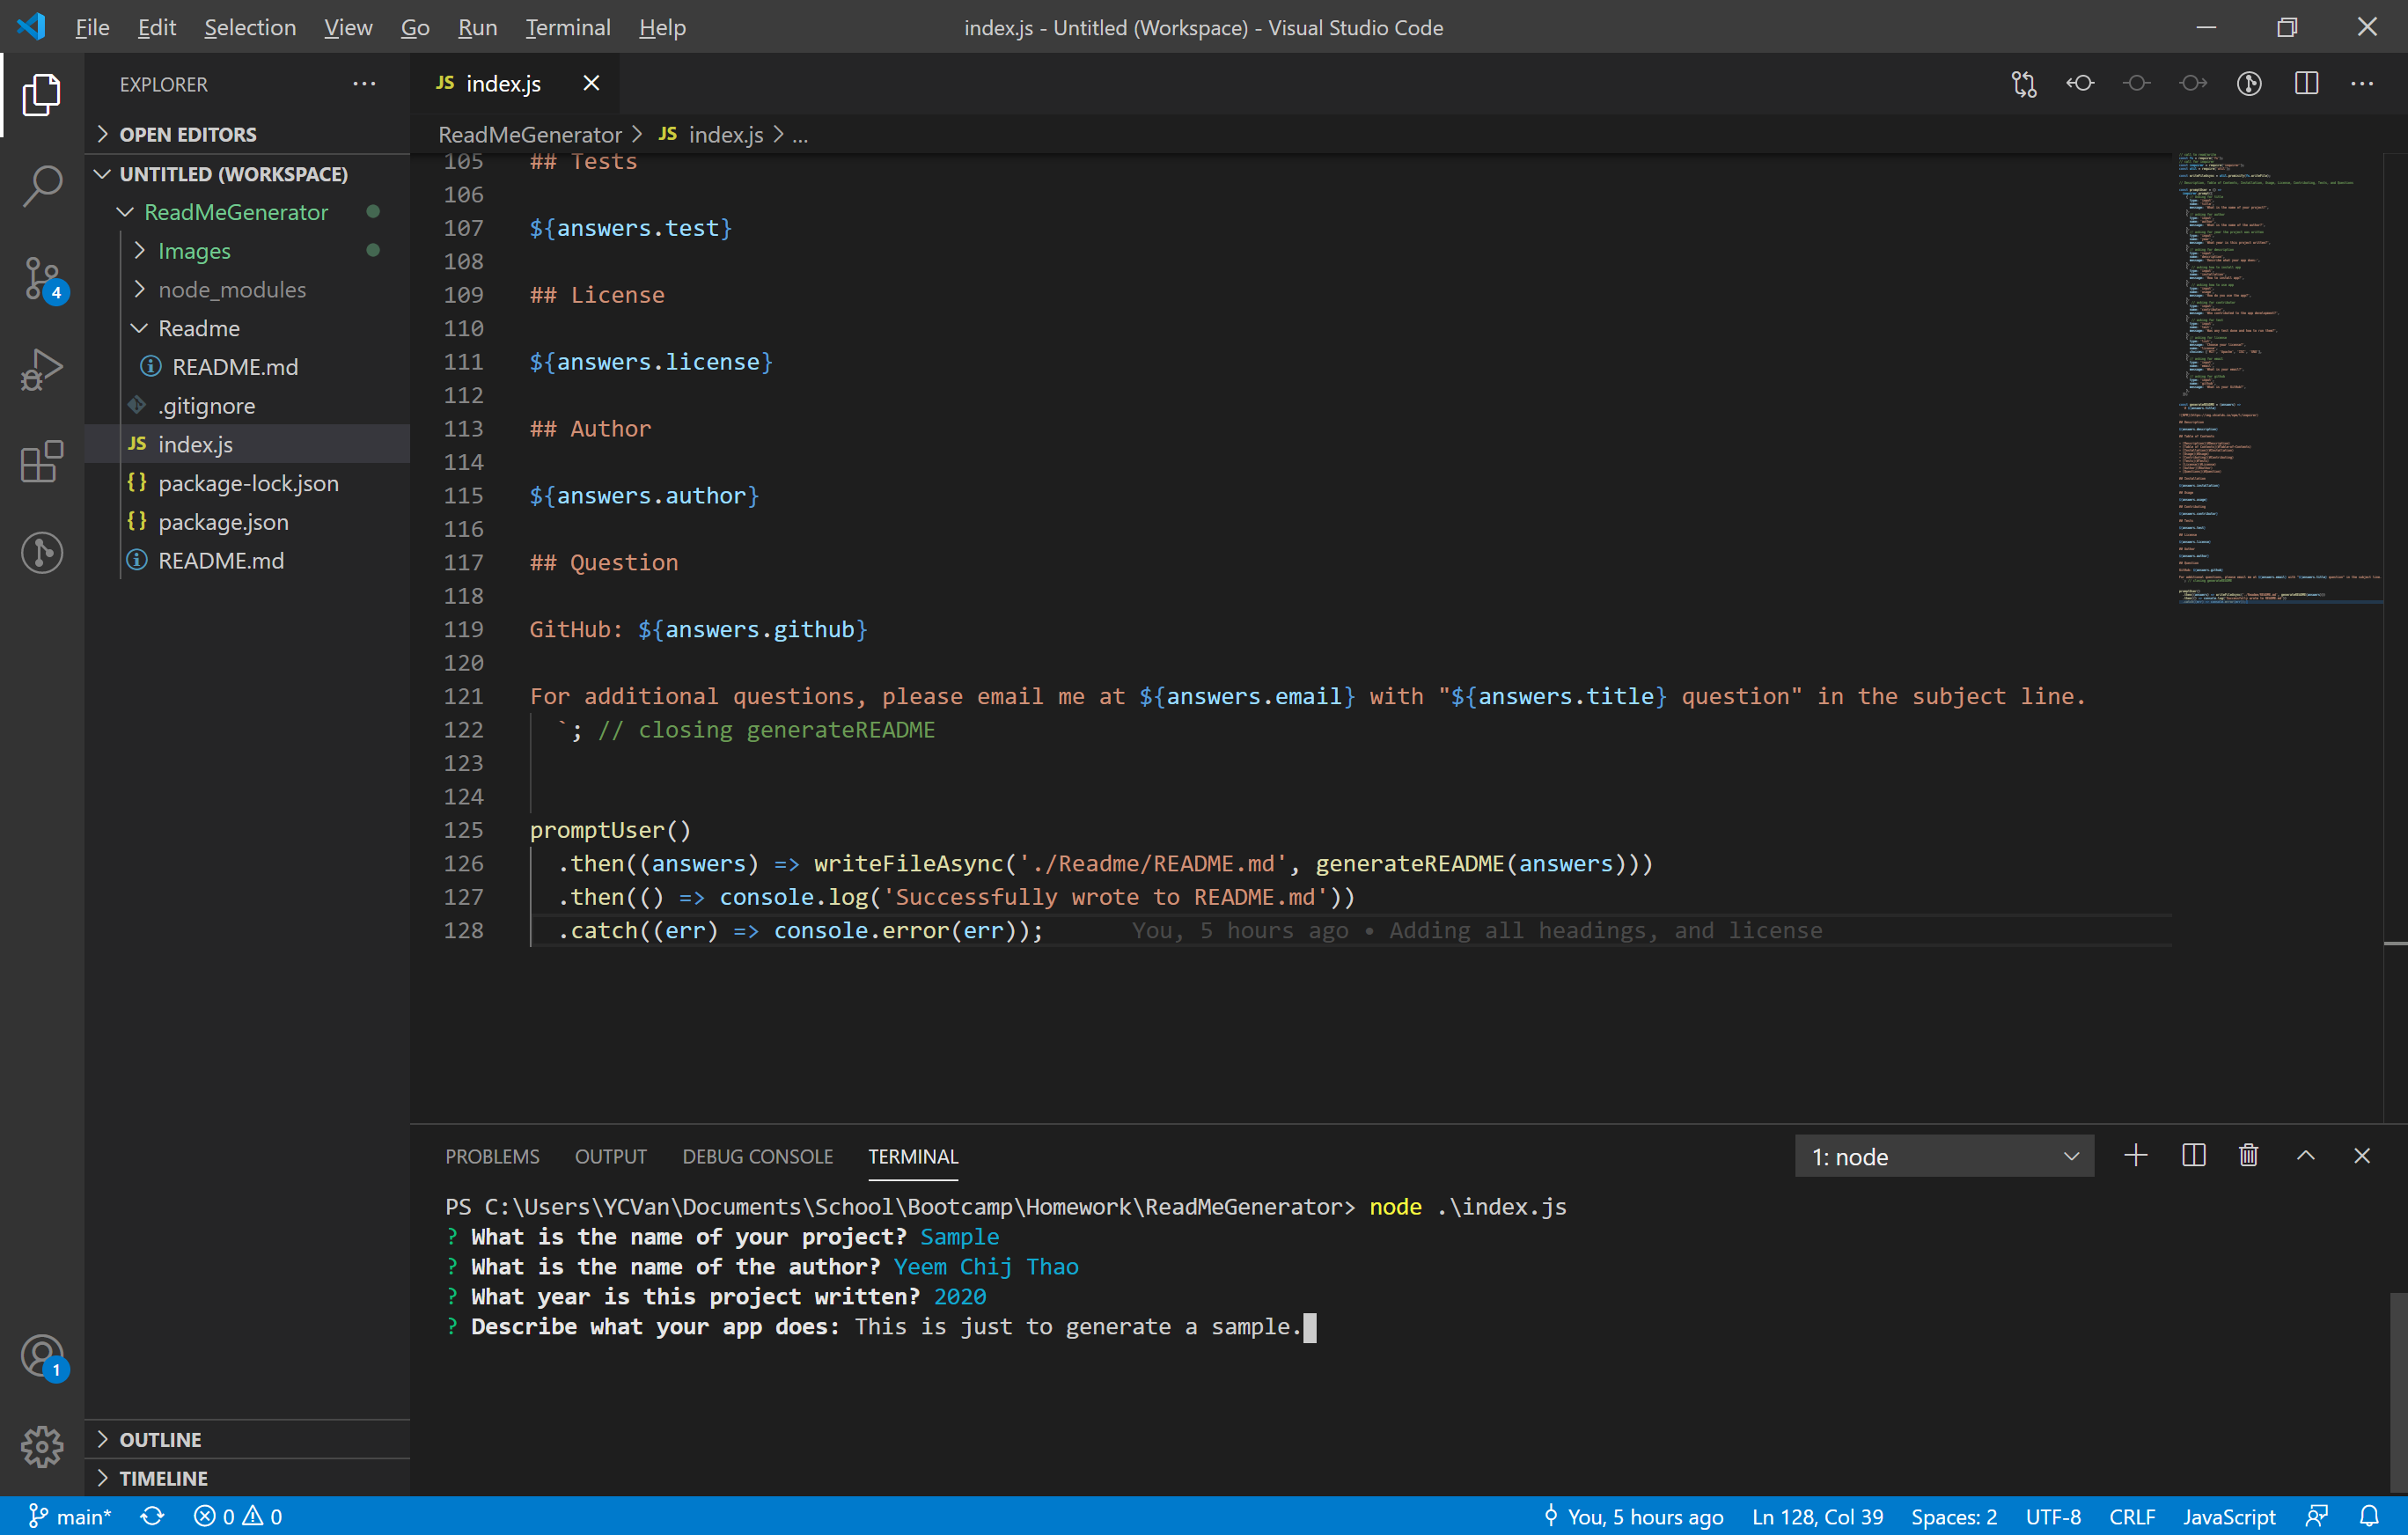 File Edit Selection View Go Run Terminal Help
index.js - Untitled (Workspace) - Visual Studio Code
EXPLORER
OPEN EDITORS
UNTITLED (WORKSPACE)
ReadMeGenerator
Images
node_modules
Readme
README.md
.gitignore
JS index.js
{} package-lock.json
{} package.json
README.md
OUTLINE
TIMELINE
4
1
JS index.js
ReadMeGenerator > JS index.js > ...
105 ## Tests
106
107 ${answers.test}
108
109 ## License
110
111 ${answers.license}
112
113 ## Author
114
115 ${answers.author}
116
117 ## Question
118
119 GitHub: ${answers.github}
120
121 For additional questions, please email me at ${answers.email} with "${answers.title} question" in the subject line.
122 `; // closing generateREADME
123
124
125 promptUser()
126 .then((answers) => writeFileAsync('./Readme/README.md', generateREADME(answers)))
127 .then(() => console.log('Successfully wrote to README.md'))
128 .catch((err) => console.error(err)); You, 5 hours ago • Adding all headings, and license
PROBLEMS OUTPUT DEBUG CONSOLE TERMINAL
1: node
PS C:\Users\YCVan\Documents\School\Bootcamp\Homework\ReadMeGenerator> node .\index.js
? What is the name of your project? Sample
? What is the name of the author? Yeem Chij Thao
? What year is this project written? 2020
? Describe what your app does: This is just to generate a sample.
main* 0 0
You, 5 hours ago Ln 128, Col 39 Spaces: 2 UTF-8 CRLF JavaScript